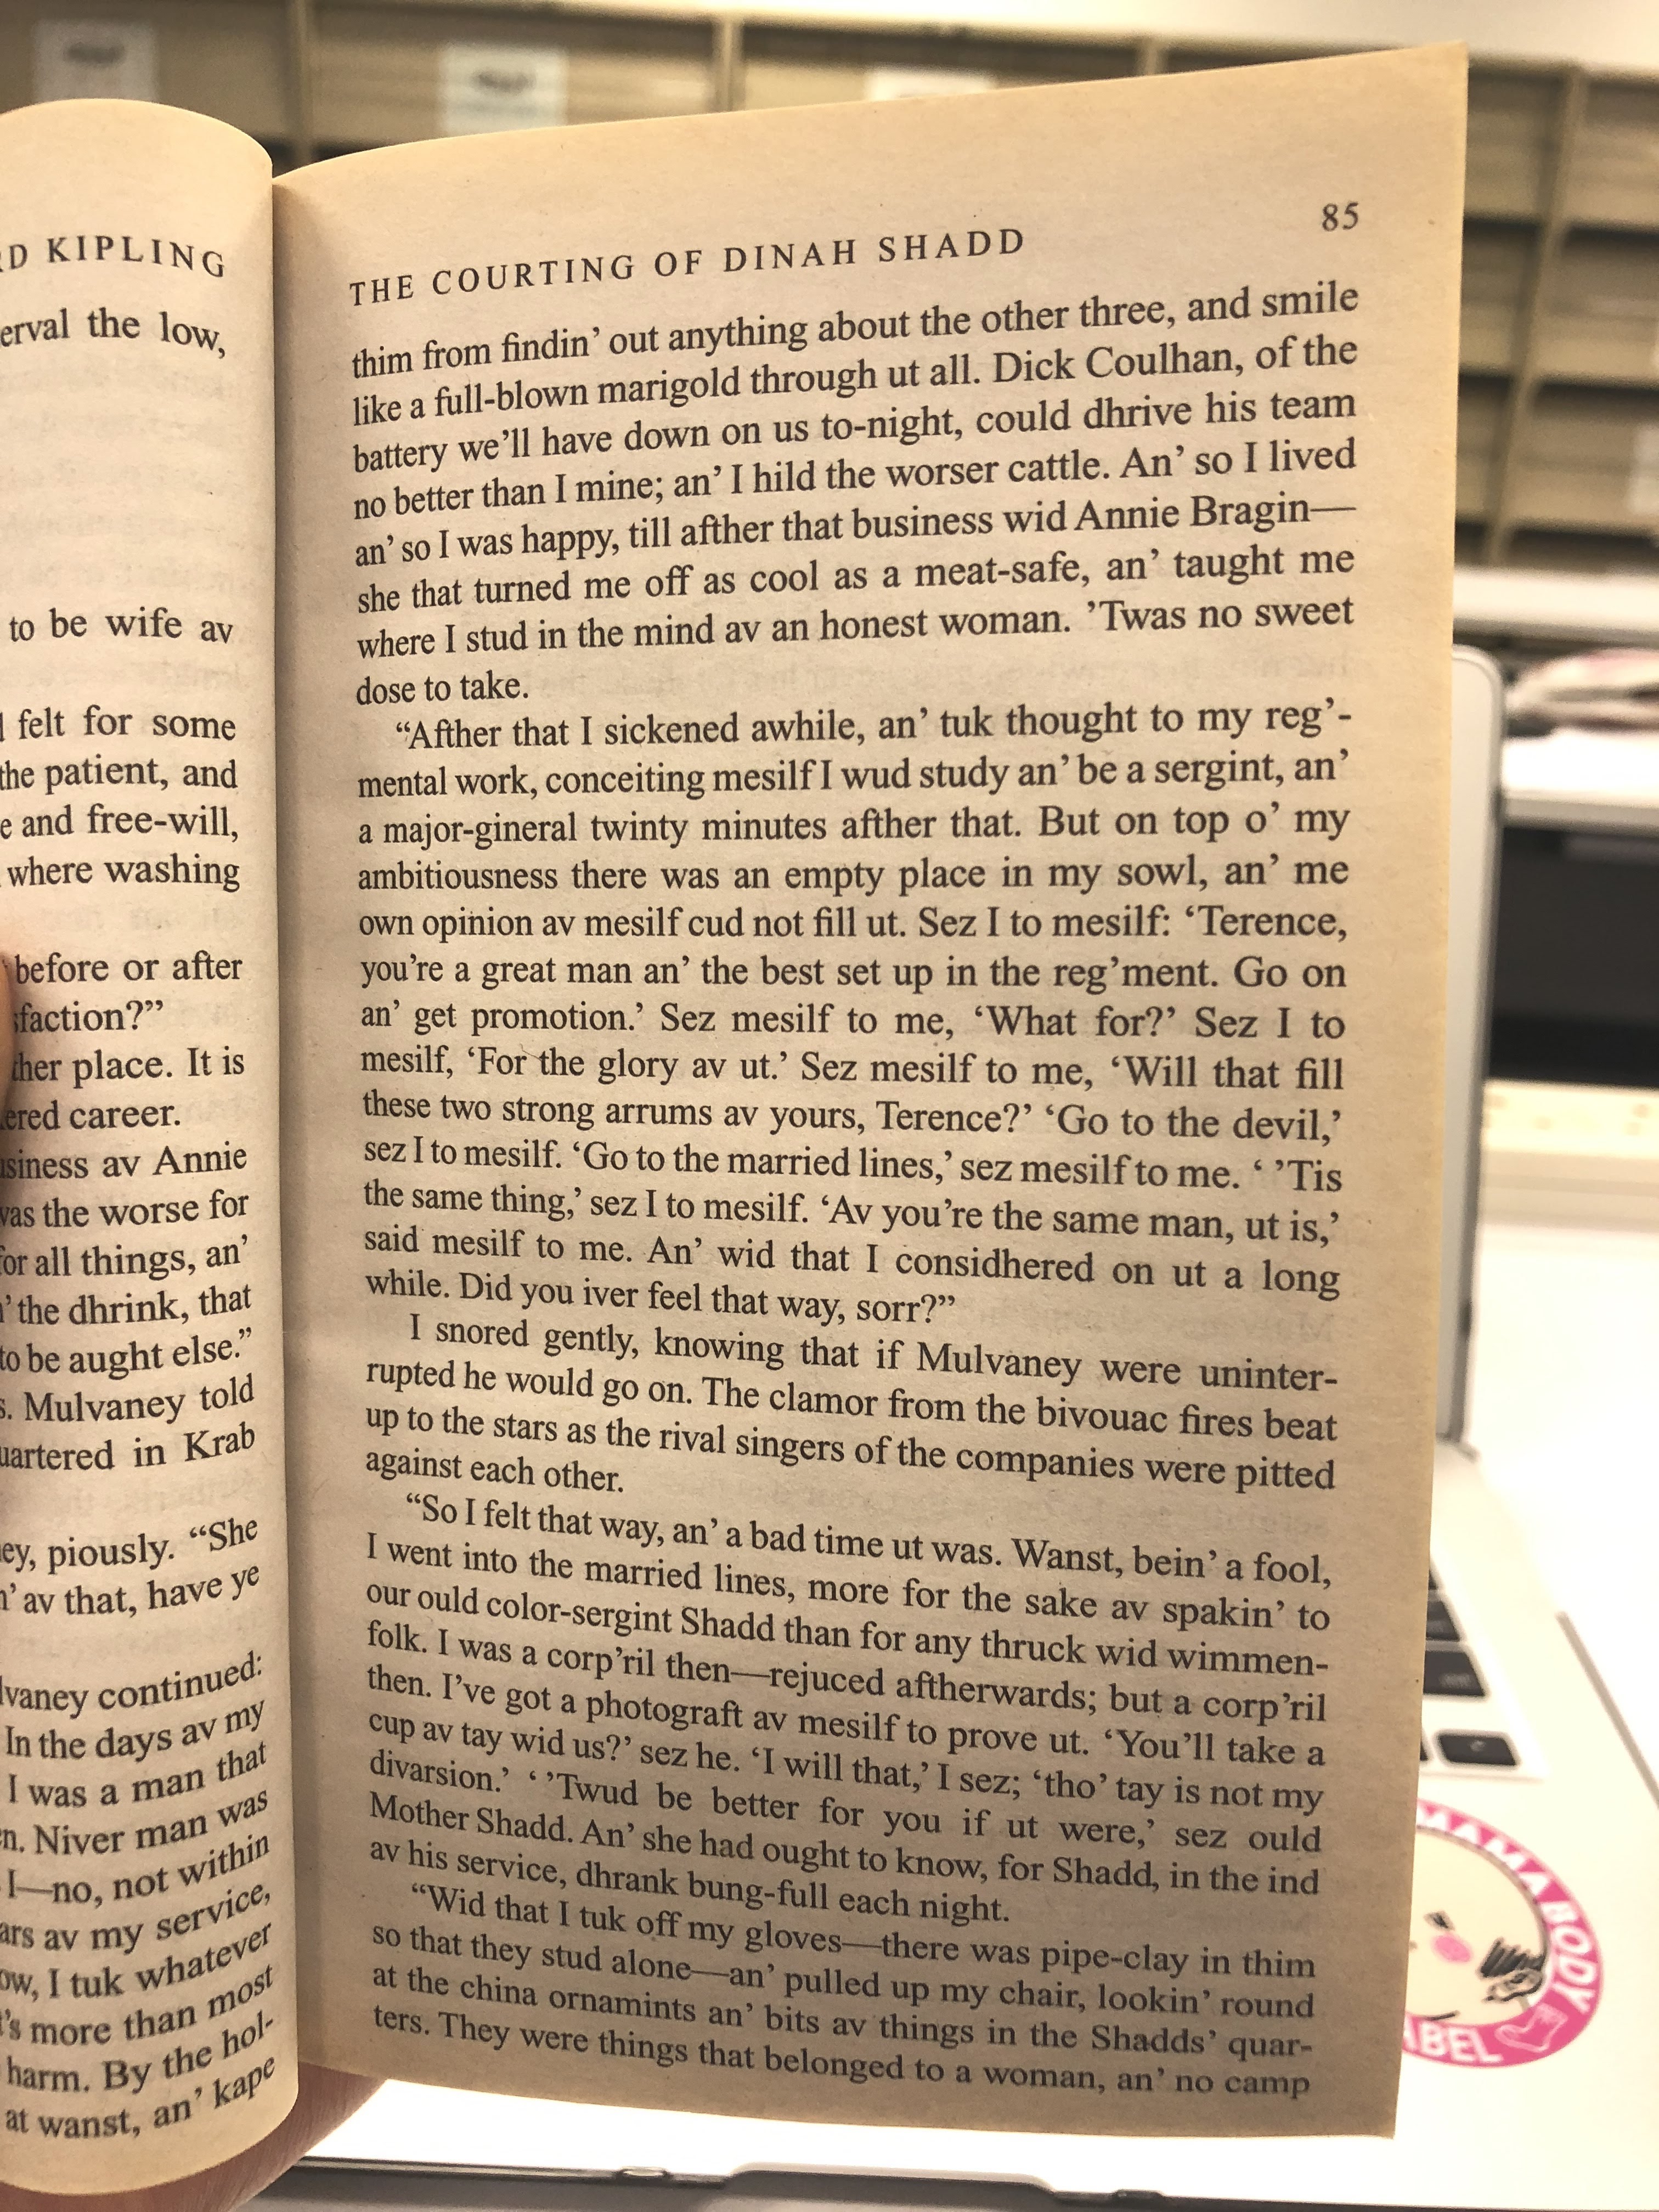 KIPLING
erval the low,
to be wife av
felt for some
the patient, and
e and free-will,
where washing
before or after
sfaction?”
ther place. It is
ered career.
siness av Annie
was the worse for
for all things, an’
’ the dhrink, that
to be aught else.”
s. Mulvaney told
uartered in Krab
ey, piously. “She
n’ av that, have ye
lvaney continued:
In the days av my
I was a man that
n. Niver man was
I—no, not within
ars av my service,
ow, I tuk whatever
’s more than most
harm. By the hol-
at wanst, an’ kape
THE COURTING OF DINAH SHADD 85
thim from findin’ out anything about the other three, and smile
like a full-blown marigold through ut all. Dick Coulhan, of the
battery we’ll have down on us to-night, could dhrive his team
no better than I mine; an’ I hild the worser cattle. An’ so I lived
an’ so I was happy, till afther that business wid Annie Bragin—
she that turned me off as cool as a meat-safe, an’ taught me
where I stud in the mind av an honest woman. ’Twas no sweet
dose to take.
“Afther that I sickened awhile, an’ tuk thought to my reg’-
mental work, conceiting mesilf I wud study an’ be a sergint, an’
a major-gineral twinty minutes afther that. But on top o’ my
ambitiousness there was an empty place in my sowl, an’ me
own opinion av mesilf cud not fill ut. Sez I to mesilf: ‘Terence,
you’re a great man an’ the best set up in the reg’ment. Go on
an’ get promotion.’ Sez mesilf to me, ‘What for?’ Sez I to
mesilf, ‘For the glory av ut.’ Sez mesilf to me, ‘Will that fill
these two strong arrums av yours, Terence?’ ‘Go to the devil,’
sez I to mesilf. ‘Go to the married lines,’ sez mesilf to me. ‘ ’Tis
the same thing,’ sez I to mesilf. ‘Av you’re the same man, ut is,’
said mesilf to me. An’ wid that I considhered on ut a long
while. Did you iver feel that way, sorr?”
I snored gently, knowing that if Mulvaney were uninter-
rupted he would go on. The clamor from the bivouac fires beat
up to the stars as the rival singers of the companies were pitted
against each other.
“So I felt that way, an’ a bad time ut was. Wanst, bein’ a fool,
I went into the married lines, more for the sake av spakin’ to
our ould color-sergint Shadd than for any thruck wid wimmen-
folk. I was a corp’ril then—rejuced aftherwards; but a corp’ril
then. I’ve got a photograft av mesilf to prove ut. ‘You’ll take a
cup av tay wid us?’ sez he. ‘I will that,’ I sez; ‘tho’ tay is not my
divarsion.’ ‘ ’Twud be better for you if ut were,’ sez ould
Mother Shadd. An’ she had ought to know, for Shadd, in the ind
av his service, dhrank bung-full each night.
“Wid that I tuk off my gloves—there was pipe-clay in thim
so that they stud alone—an’ pulled up my chair, lookin’ round
at the china ornamints an’ bits av things in the Shadds’ quar-
ters. They were things that belonged to a woman, an’ no camp
MAMA BODY
ABEL